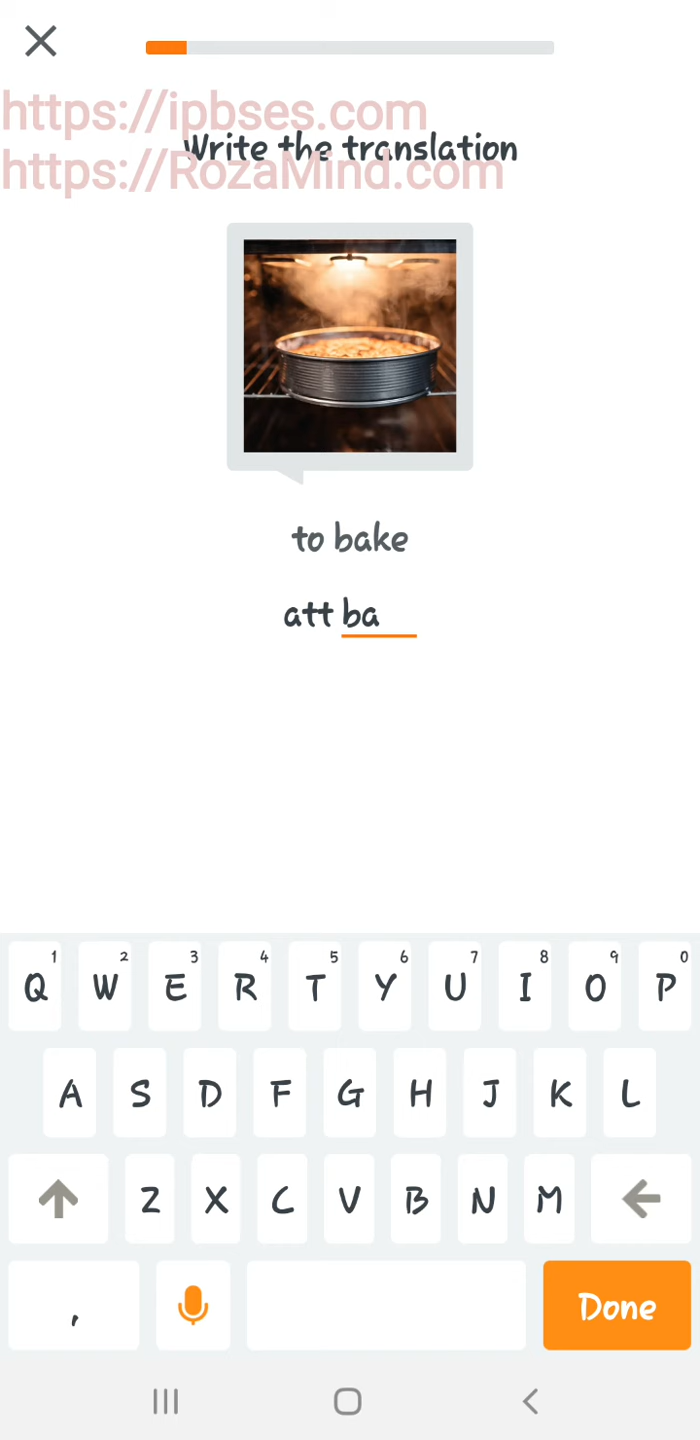 https://ipbses.com
Write the translation
https://RozaMind.com
to bake
att ba
1 2 3 4 5 6 7 8 9 0
Q W E R T Y U I O P
A S D F G H J K L
Z X C V B N M
, Done